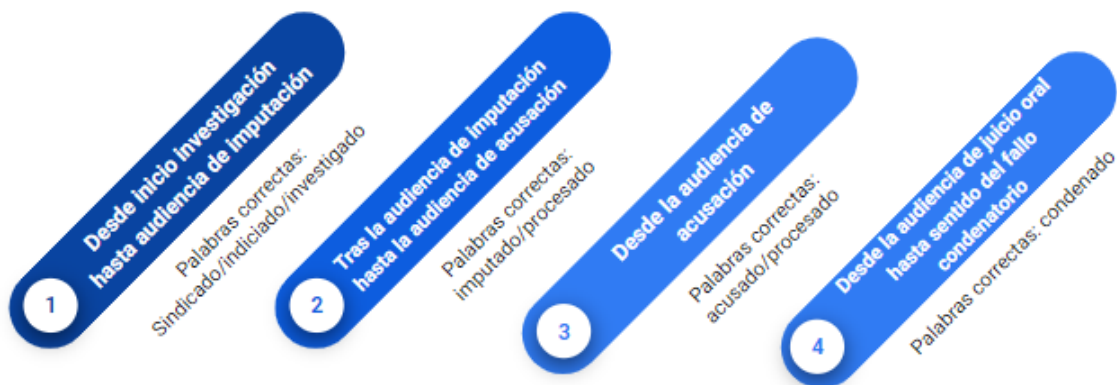 1
Desde inicio investigación
hasta audiencia de imputación
Palabras correctas:
Sindicado/indiciado/investigado
2
Tras la audiencia de imputación
hasta la audiencia de acusación
Palabras correctas:
imputado/procesado
3
Desde la audiencia de
acusación
Palabras correctas:
acusado/procesado
4
Desde la audiencia de juicio oral
hasta sentido del fallo
condenatorio
Palabras correctas: condenado